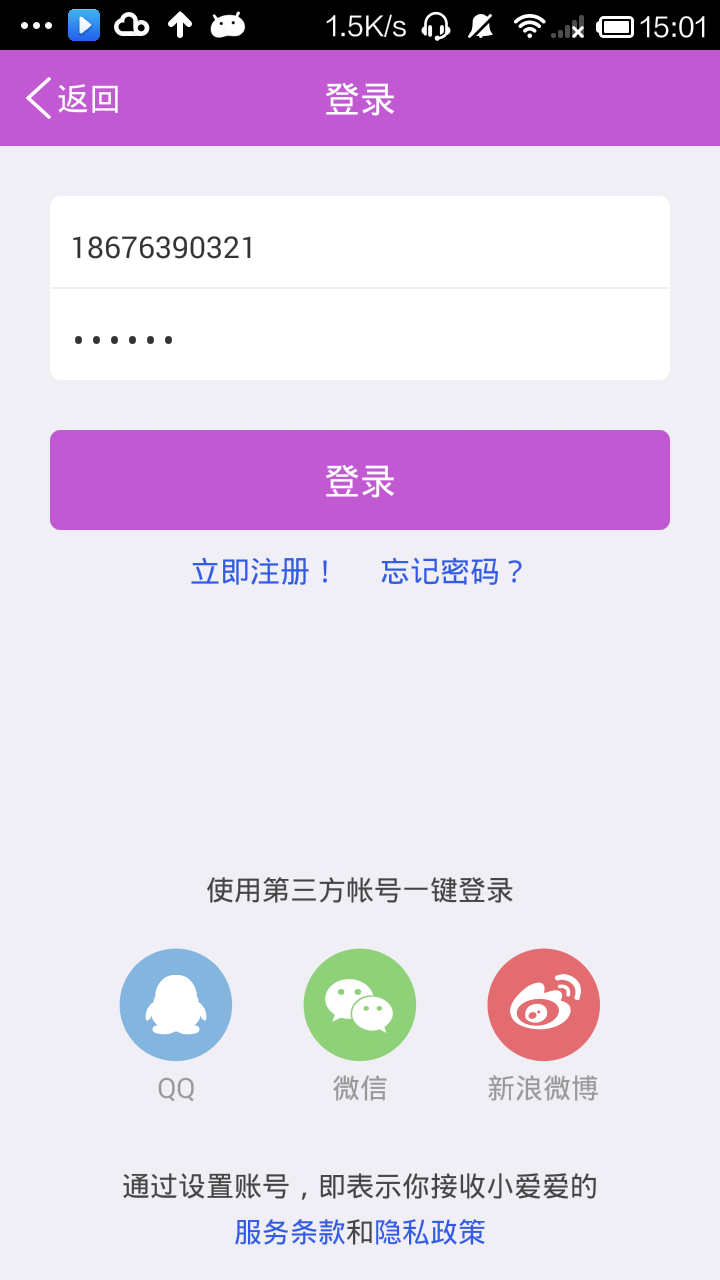 1.5K/s 15:01
返回 登录
18676390321
••••••
登录
立即注册！ 忘记密码？
使用第三方帐号一键登录
QQ 微信 新浪微博
通过设置账号，即表示你接收小爱爱的
服务条款和隐私政策